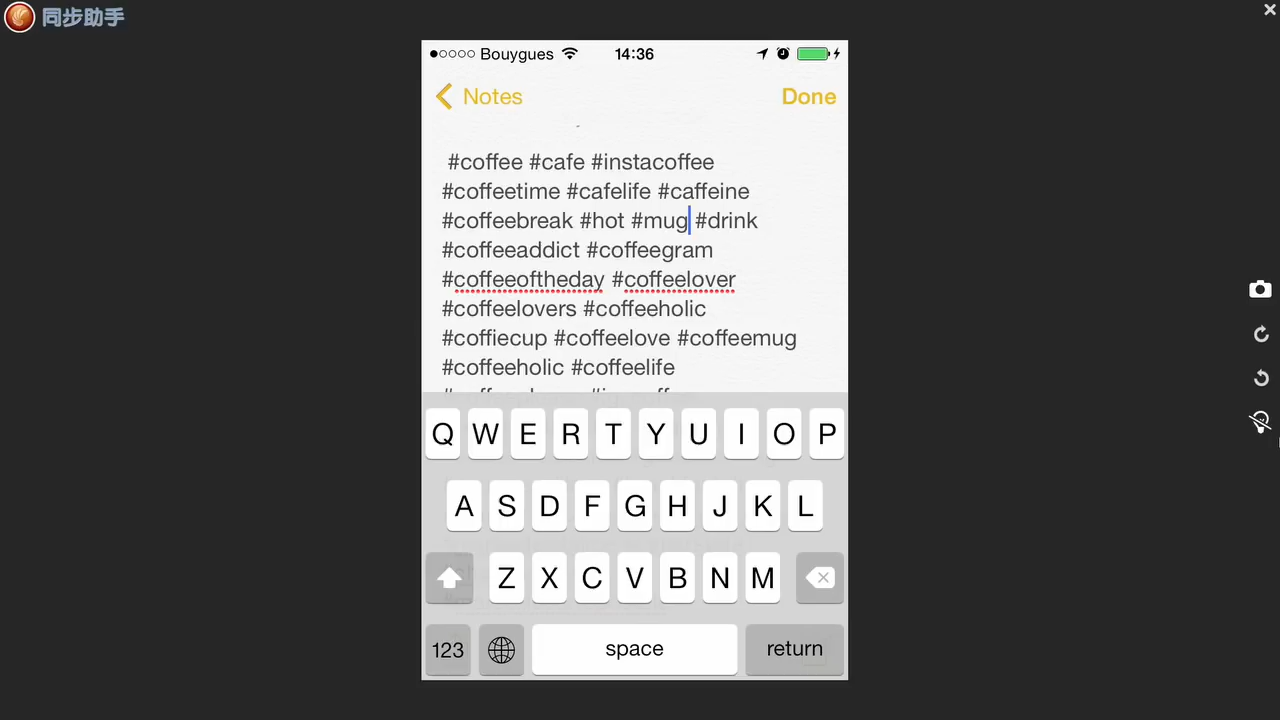 同步助手
Bouygues 14:36
Notes Done
#coffee #cafe #instacoffee
#coffeetime #cafelife #caffeine
#coffeebreak #hot #mug #drink
#coffeeaddict #coffeegram
#coffeeoftheday #coffeelover
#coffeelovers #coffeeholic
#coffiecup #coffeelove #coffeemug
#coffeeholic #coffeelife
Q W E R T Y U I O P
A S D F G H J K L
Z X C V B N M
123 space return